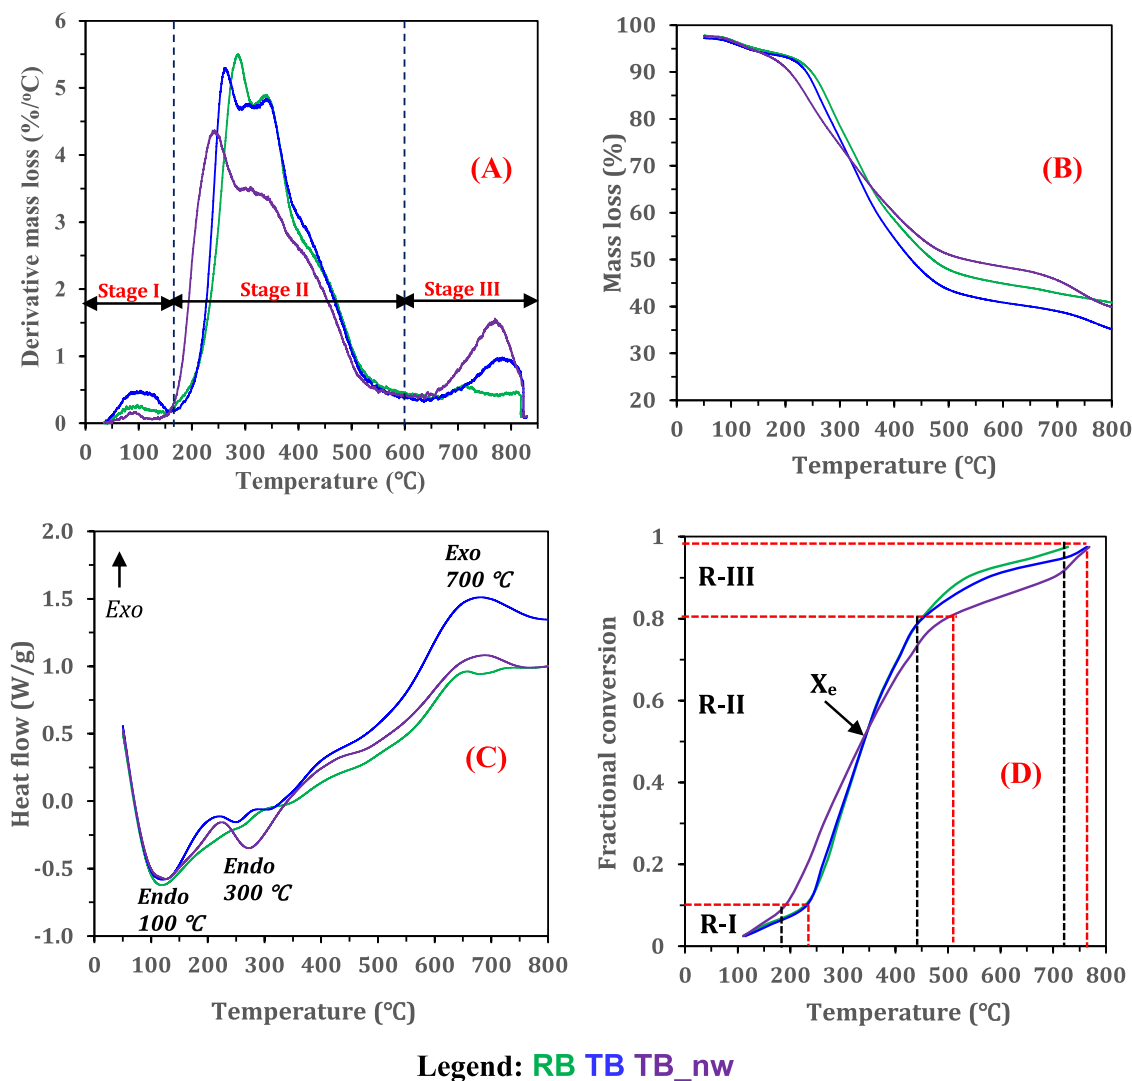 6
5
4
3
2
1
0
Derivative mass loss (%/°C)
(A)
Stage I
Stage II
Stage III
0 100 200 300 400 500 600 700 800
Temperature (℃)
100
90
80
70
60
50
40
30
20
Mass loss (%)
(B)
0 100 200 300 400 500 600 700 800
Temperature (℃)
2.0
1.5
1.0
0.5
0.0
-0.5
-1.0
Heat flow (W/g)
Exo
Exo
700 ℃
(C)
Endo
300 ℃
Endo
100 ℃
0 100 200 300 400 500 600 700 800
Temperature (℃)
1
0.8
0.6
0.4
0.2
0
Fractional conversion
R-III
R-II
Xe
(D)
R-I
0 100 200 300 400 500 600 700 800
Temperature (℃)
Legend: RB TB TB_nw